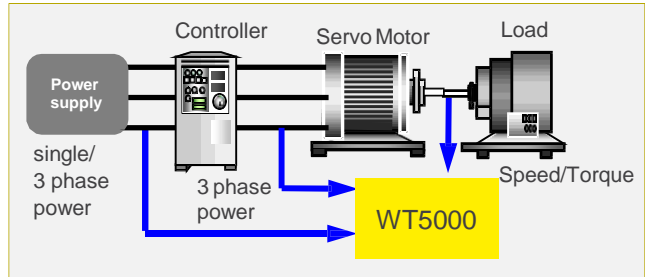 Controller
Servo Motor
Load
Power
supply
single/
3 phase
power
3 phase
power
WT5000
Speed/Torque